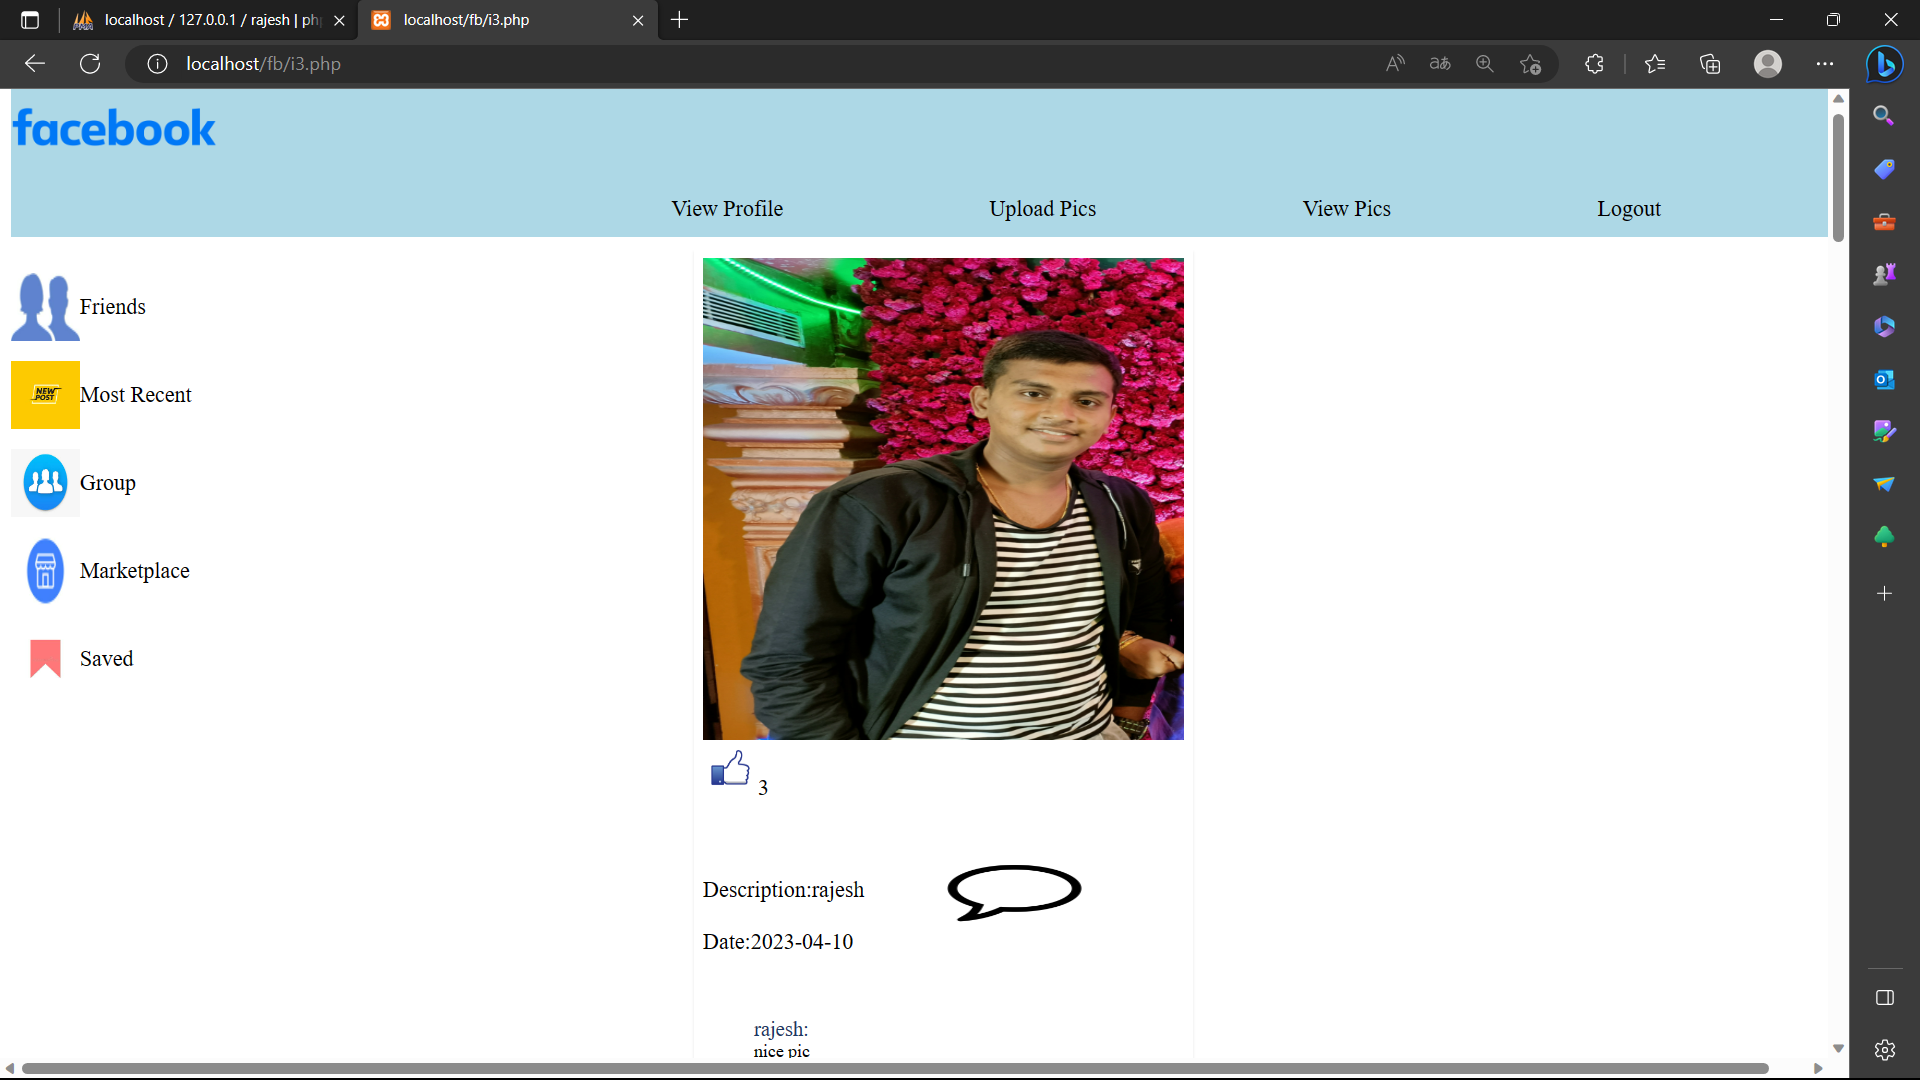 localhost / 127.0.0.1 / rajesh | ph
localhost/fb/i3.php
localhost/fb/i3.php
facebook
View Profile
Upload Pics
View Pics
Logout
Friends
NEW
POST
Most Recent
Group
Marketplace
Saved
3
Description:rajesh
Date:2023-04-10
rajesh:
nice pic